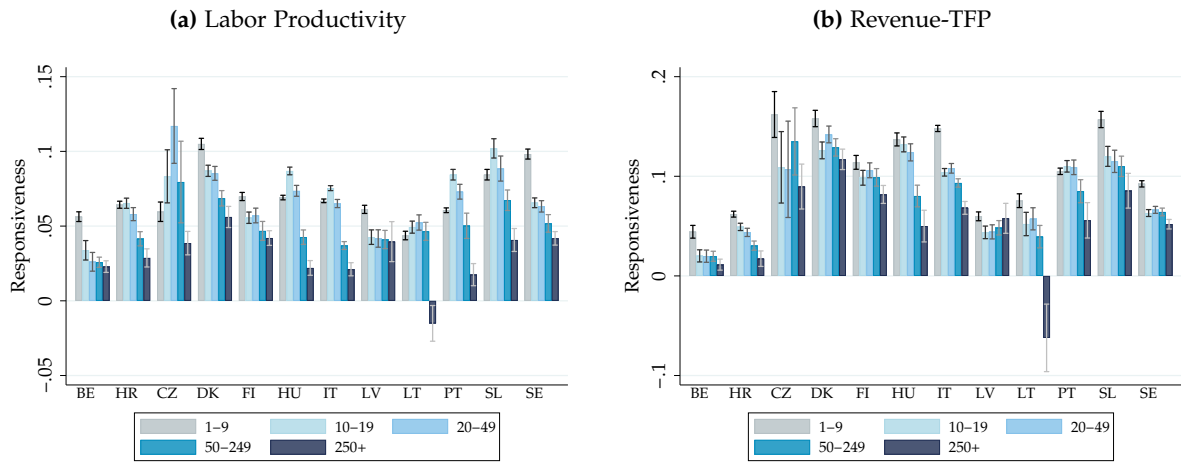 (a) Labor Productivity
Responsiveness
.15
.1
.05
0
-.05
BE HR CZ DK FI HU IT LV LT PT SL SE
1–9 10–19 20–49
50–249 250+
(b) Revenue-TFP
Responsiveness
.2
.1
0
-.1
BE HR CZ DK FI HU IT LV LT PT SL SE
1–9 10–19 20–49
50–249 250+